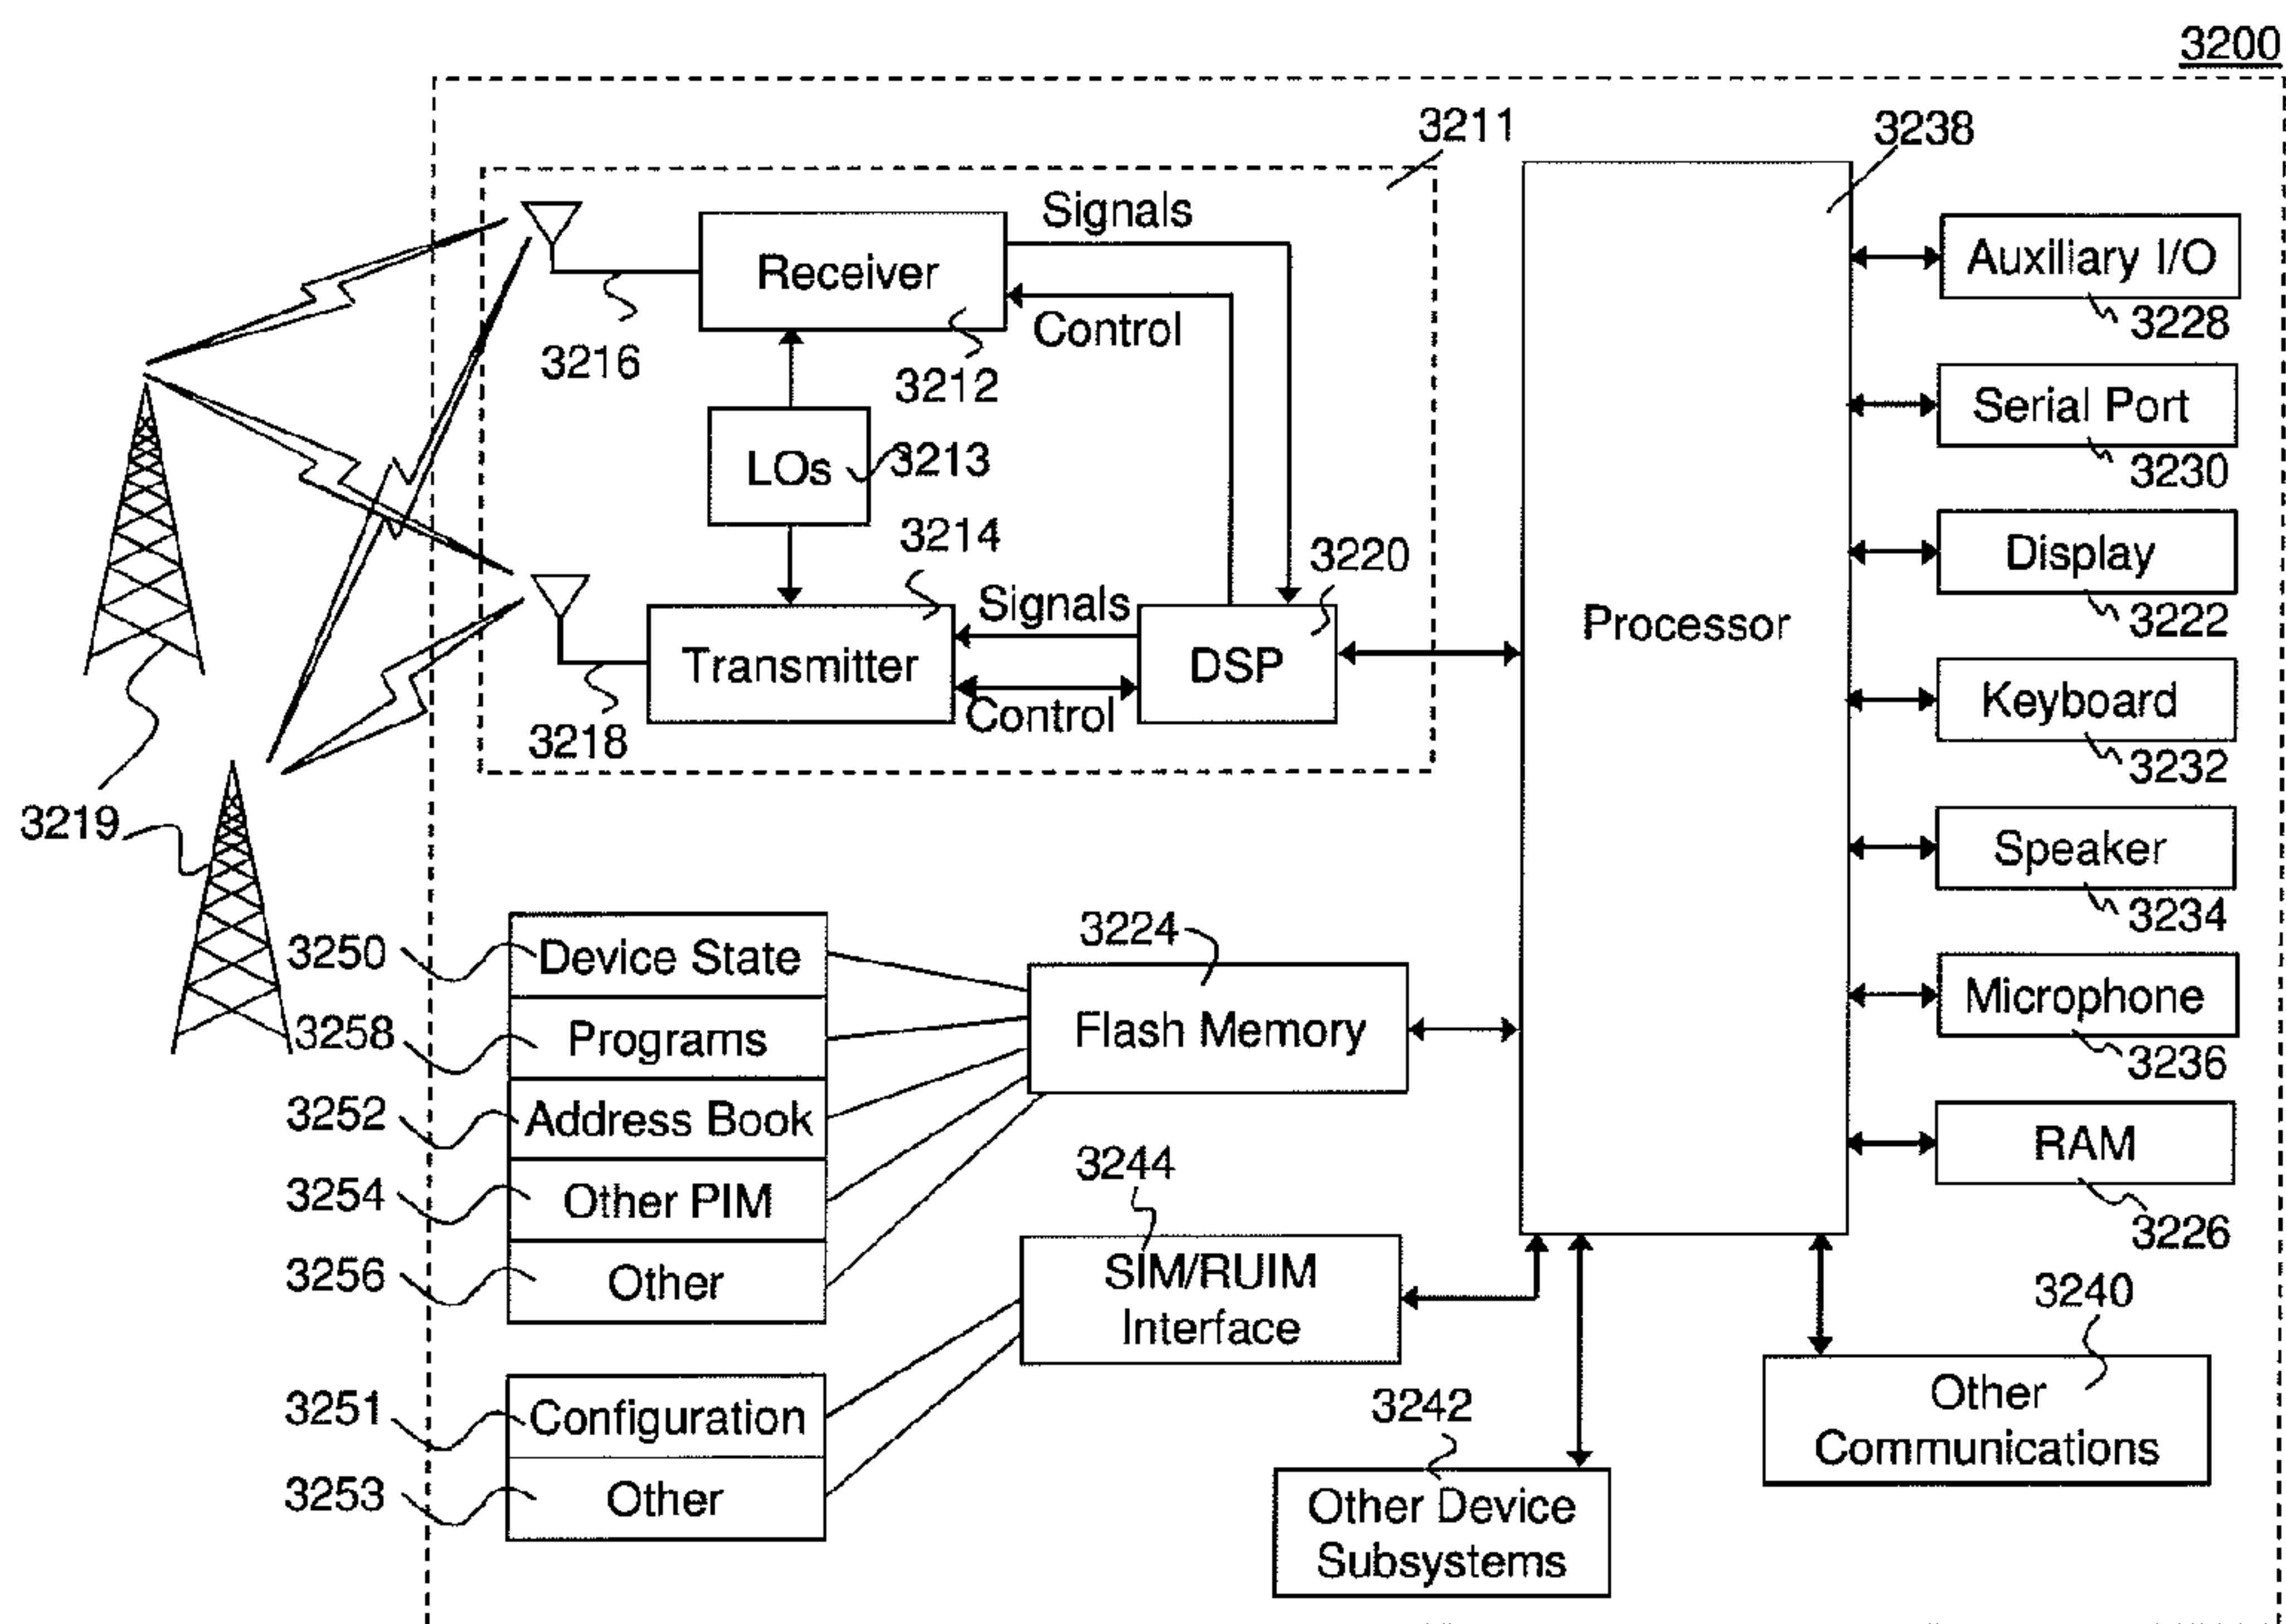 3200
3211
3238
Signals
Receiver
Control
3216
3212
LOs
3213
3214
3220
Signals
Transmitter
DSP
Control
3218
Processor
Auxiliary I/O
3228
Serial Port
3230
Display
3222
Keyboard
3232
Speaker
3234
Microphone
3236
RAM
3226
3219
3250
Device State
3258
Programs
3252
Address Book
3254
Other PIM
3256
Other
3224
Flash Memory
3244
SIM/RUIM
Interface
3251
Configuration
3253
Other
3242
Other Device
Subsystems
3240
Other
Communications